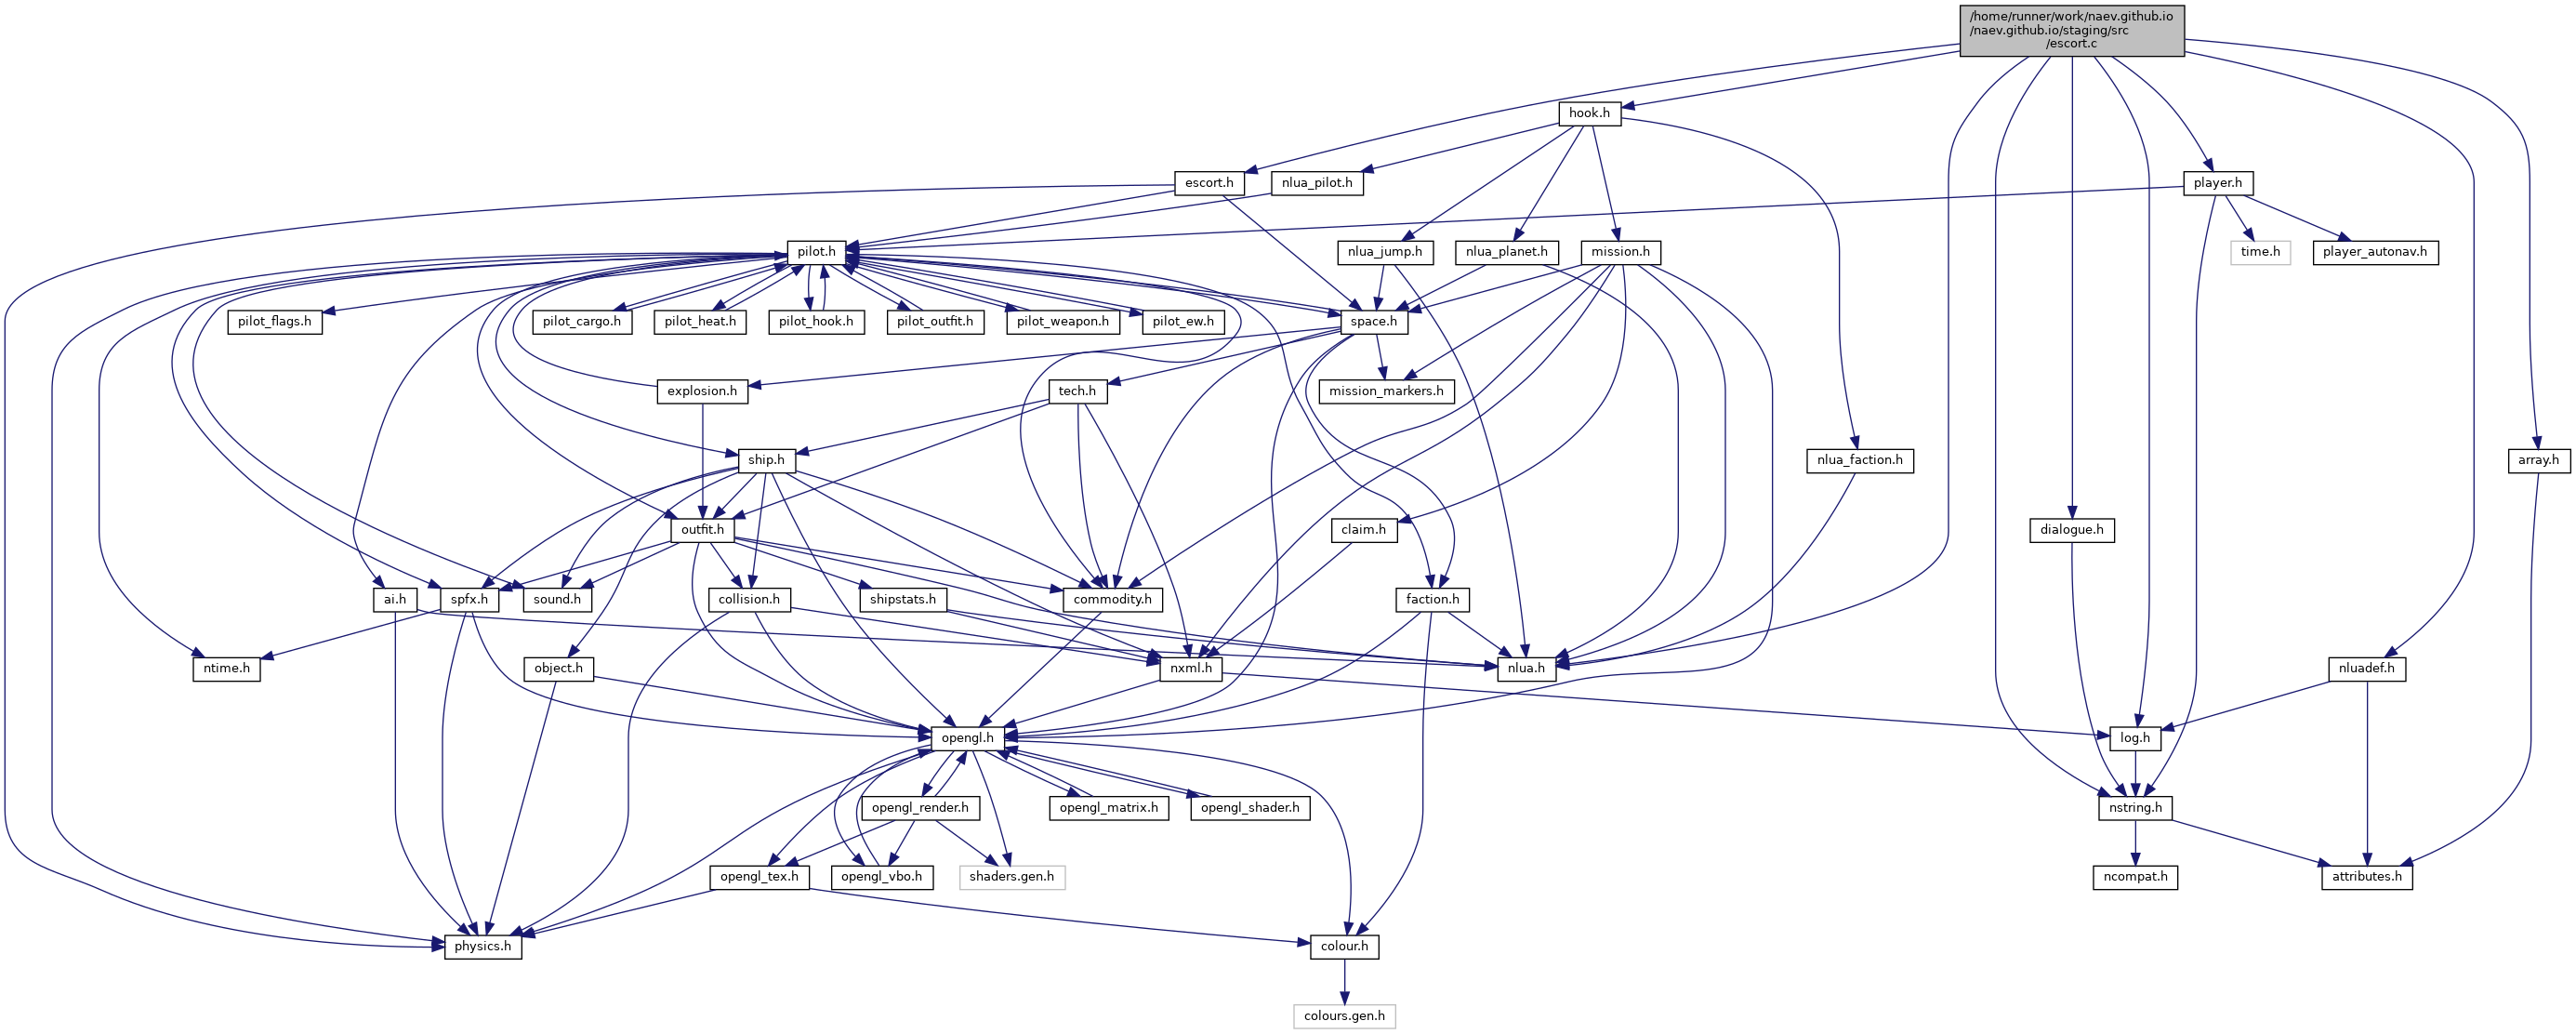 /home/runner/work/naev.github.io
/naev.github.io/staging/src
/escort.c
hook.h
escort.h
nlua_pilot.h
player.h
pilot.h
nlua_jump.h
nlua_planet.h
mission.h
time.h
player_autonav.h
pilot_flags.h
pilot_cargo.h
pilot_heat.h
pilot_hook.h
pilot_outfit.h
pilot_weapon.h
pilot_ew.h
space.h
explosion.h
tech.h
mission_markers.h
ship.h
nlua_faction.h
array.h
outfit.h
claim.h
dialogue.h
ai.h
spfx.h
sound.h
collision.h
shipstats.h
commodity.h
faction.h
ntime.h
object.h
nxml.h
nlua.h
nluadef.h
opengl.h
log.h
opengl_render.h
opengl_matrix.h
opengl_shader.h
nstring.h
opengl_tex.h
opengl_vbo.h
shaders.gen.h
ncompat.h
attributes.h
physics.h
colour.h
colours.gen.h